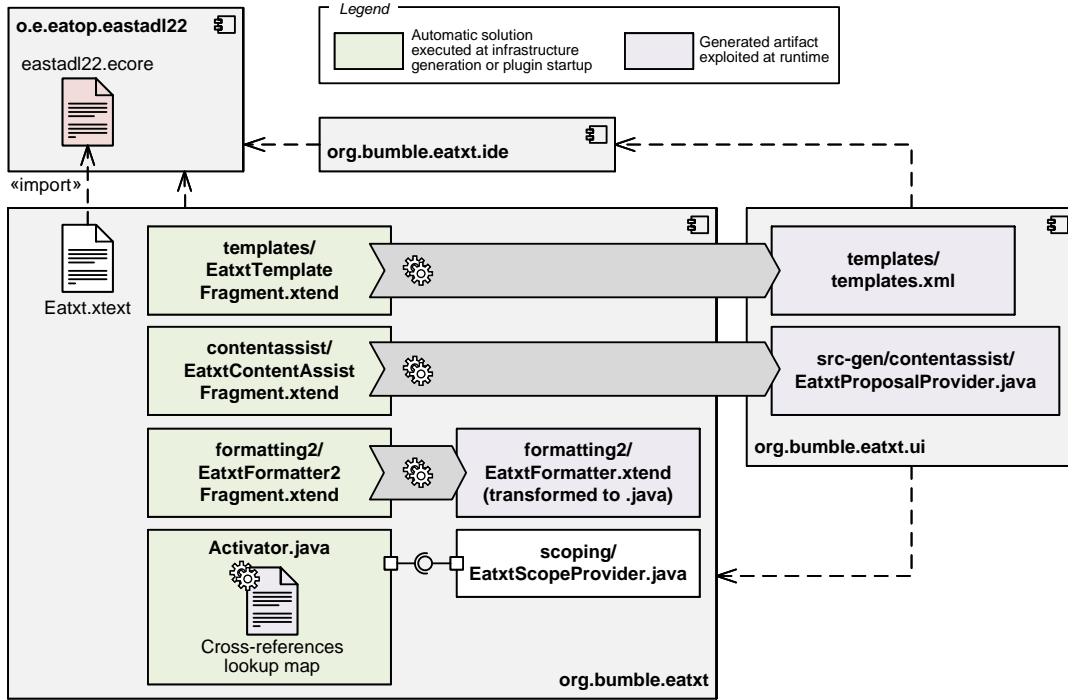 o.e.eatop.eastadl22
eastadl22.ecore
Legend
Automatic solution
executed at infrastructure
generation or plugin startup
Generated artifact
exploited at runtime
org.bumble.eatxt.ide
«import»
Eatxt.xtext
templates/
EatxtTemplate
Fragment.xtend
templates/
templates.xml
contentassist/
EatxtContentAssist
Fragment.xtend
src-gen/contentassist/
EatxtProposalProvider.java
org.bumble.eatxt.ui
formatting2/
EatxtFormatter2
Fragment.xtend
formatting2/
EatxtFormatter.xtend
(transformed to .java)
Activator.java
Cross-references
lookup map
scoping/
EatxtScopeProvider.java
org.bumble.eatxt